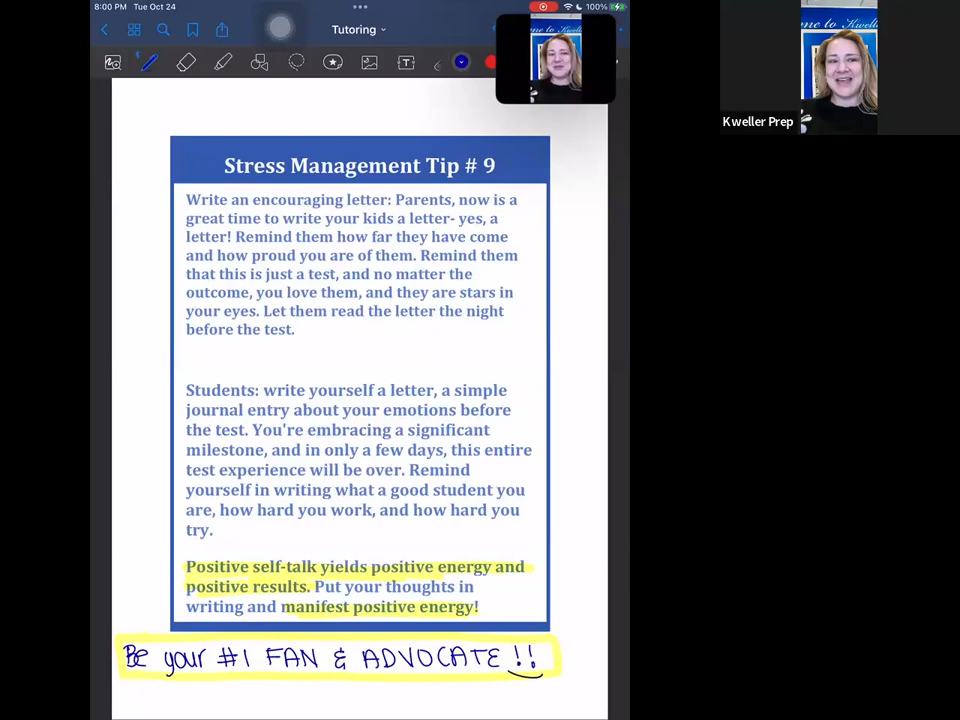 8:00 PM Tue Oct 24
100%
Tutoring
T
Kweller Prep
Stress Management Tip # 9
Write an encouraging letter: Parents, now is a
great time to write your kids a letter- yes, a
letter! Remind them how far they have come
and how proud you are of them. Remind them
that this is just a test, and no matter the
outcome, you love them, and they are stars in
your eyes. Let them read the letter the night
before the test.
Students: write yourself a letter, a simple
journal entry about your emotions before
the test. You're embracing a significant
milestone, and in only a few days, this entire
test experience will be over. Remind
yourself in writing what a good student you
are, how hard you work, and how hard you
try.
Positive self-talk yields positive energy and
positive results. Put your thoughts in
writing and manifest positive energy!
Be your #1 FAN & ADVOCATE !!